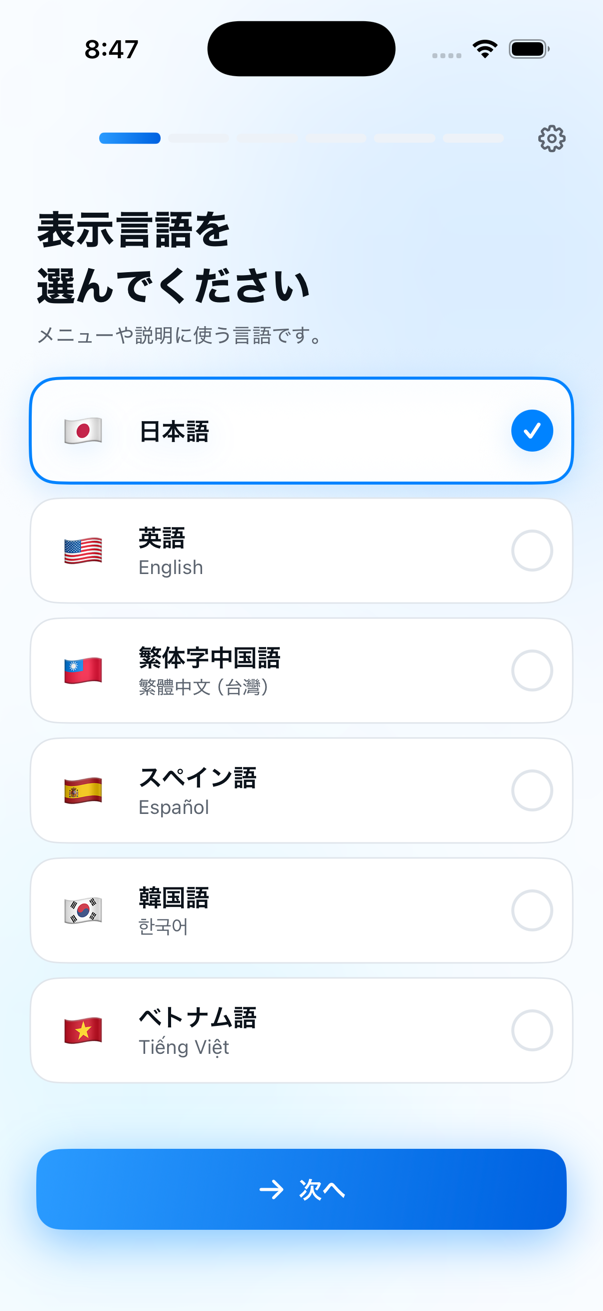 8:47
表示言語を
選んでください
メニューや説明に使う言語です。
日本語
英語
English
繁体字中国語
繁體中文（台灣）
スペイン語
Español
韓国語
한국어
ベトナム語
Tiếng Việt
→ 次へ